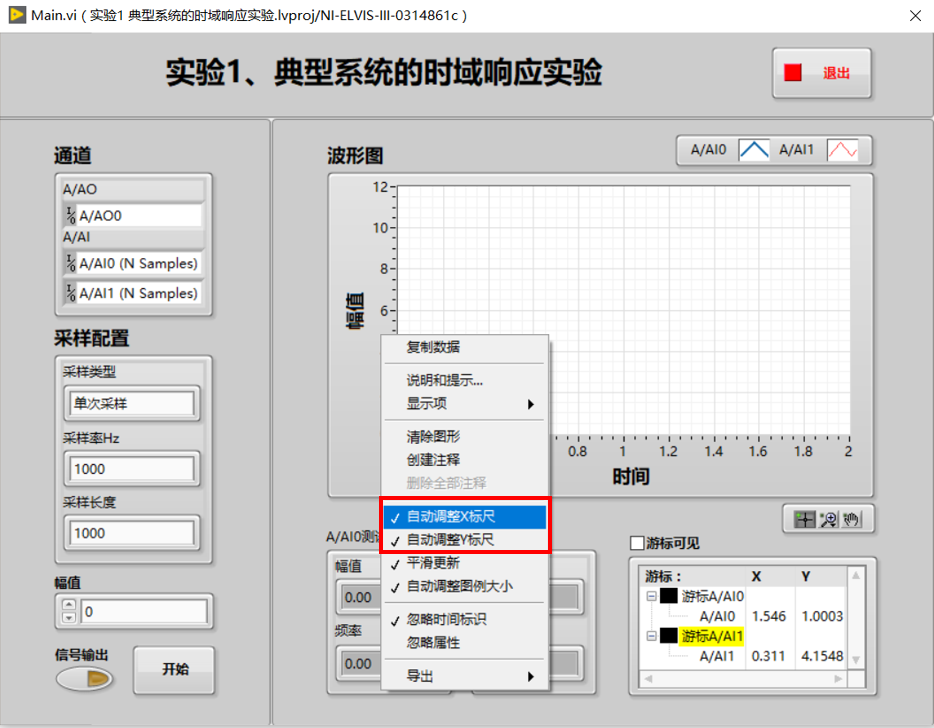 Main.vi（实验1 典型系统的时域响应实验.lvproj/NI-ELVIS-III-0314861c）
实验1、典型系统的时域响应实验
退出
通道
A/AO
A/AO0
A/AI
A/AI0 (N Samples)
A/AI1 (N Samples)
采样配置
采样类型
单次采样
采样率Hz
1000
采样长度
1000
幅值
0
信号输出
开始
波形图
A/AI0
A/AI1
12
10
8
6
幅值
0.8
1
1.2
1.4
1.6
1.8
2
时间
复制数据
说明和提示...
显示项
清除图形
创建注释
删除全部注释
自动调整X标尺
自动调整Y标尺
平滑更新
自动调整图例大小
忽略时间标识
忽略属性
导出
A/AI0测
幅值
0.00
频率
0.00
游标可见
游标： X Y
游标A/AI0
A/AI0 1.546 1.0003
游标A/AI1
A/AI1 0.311 4.1548